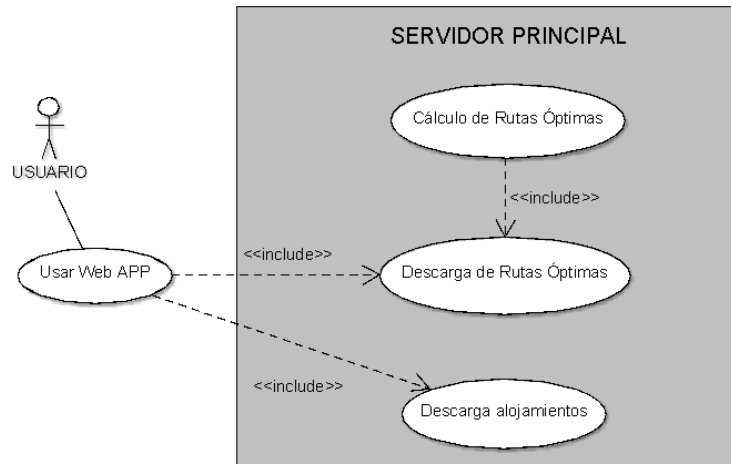 SERVIDOR PRINCIPAL
Cálculo de Rutas Óptimas
USUARIO
<<include>>
Usar Web APP
<<include>>
Descarga de Rutas Óptimas
<<include>>
Descarga alojamientos